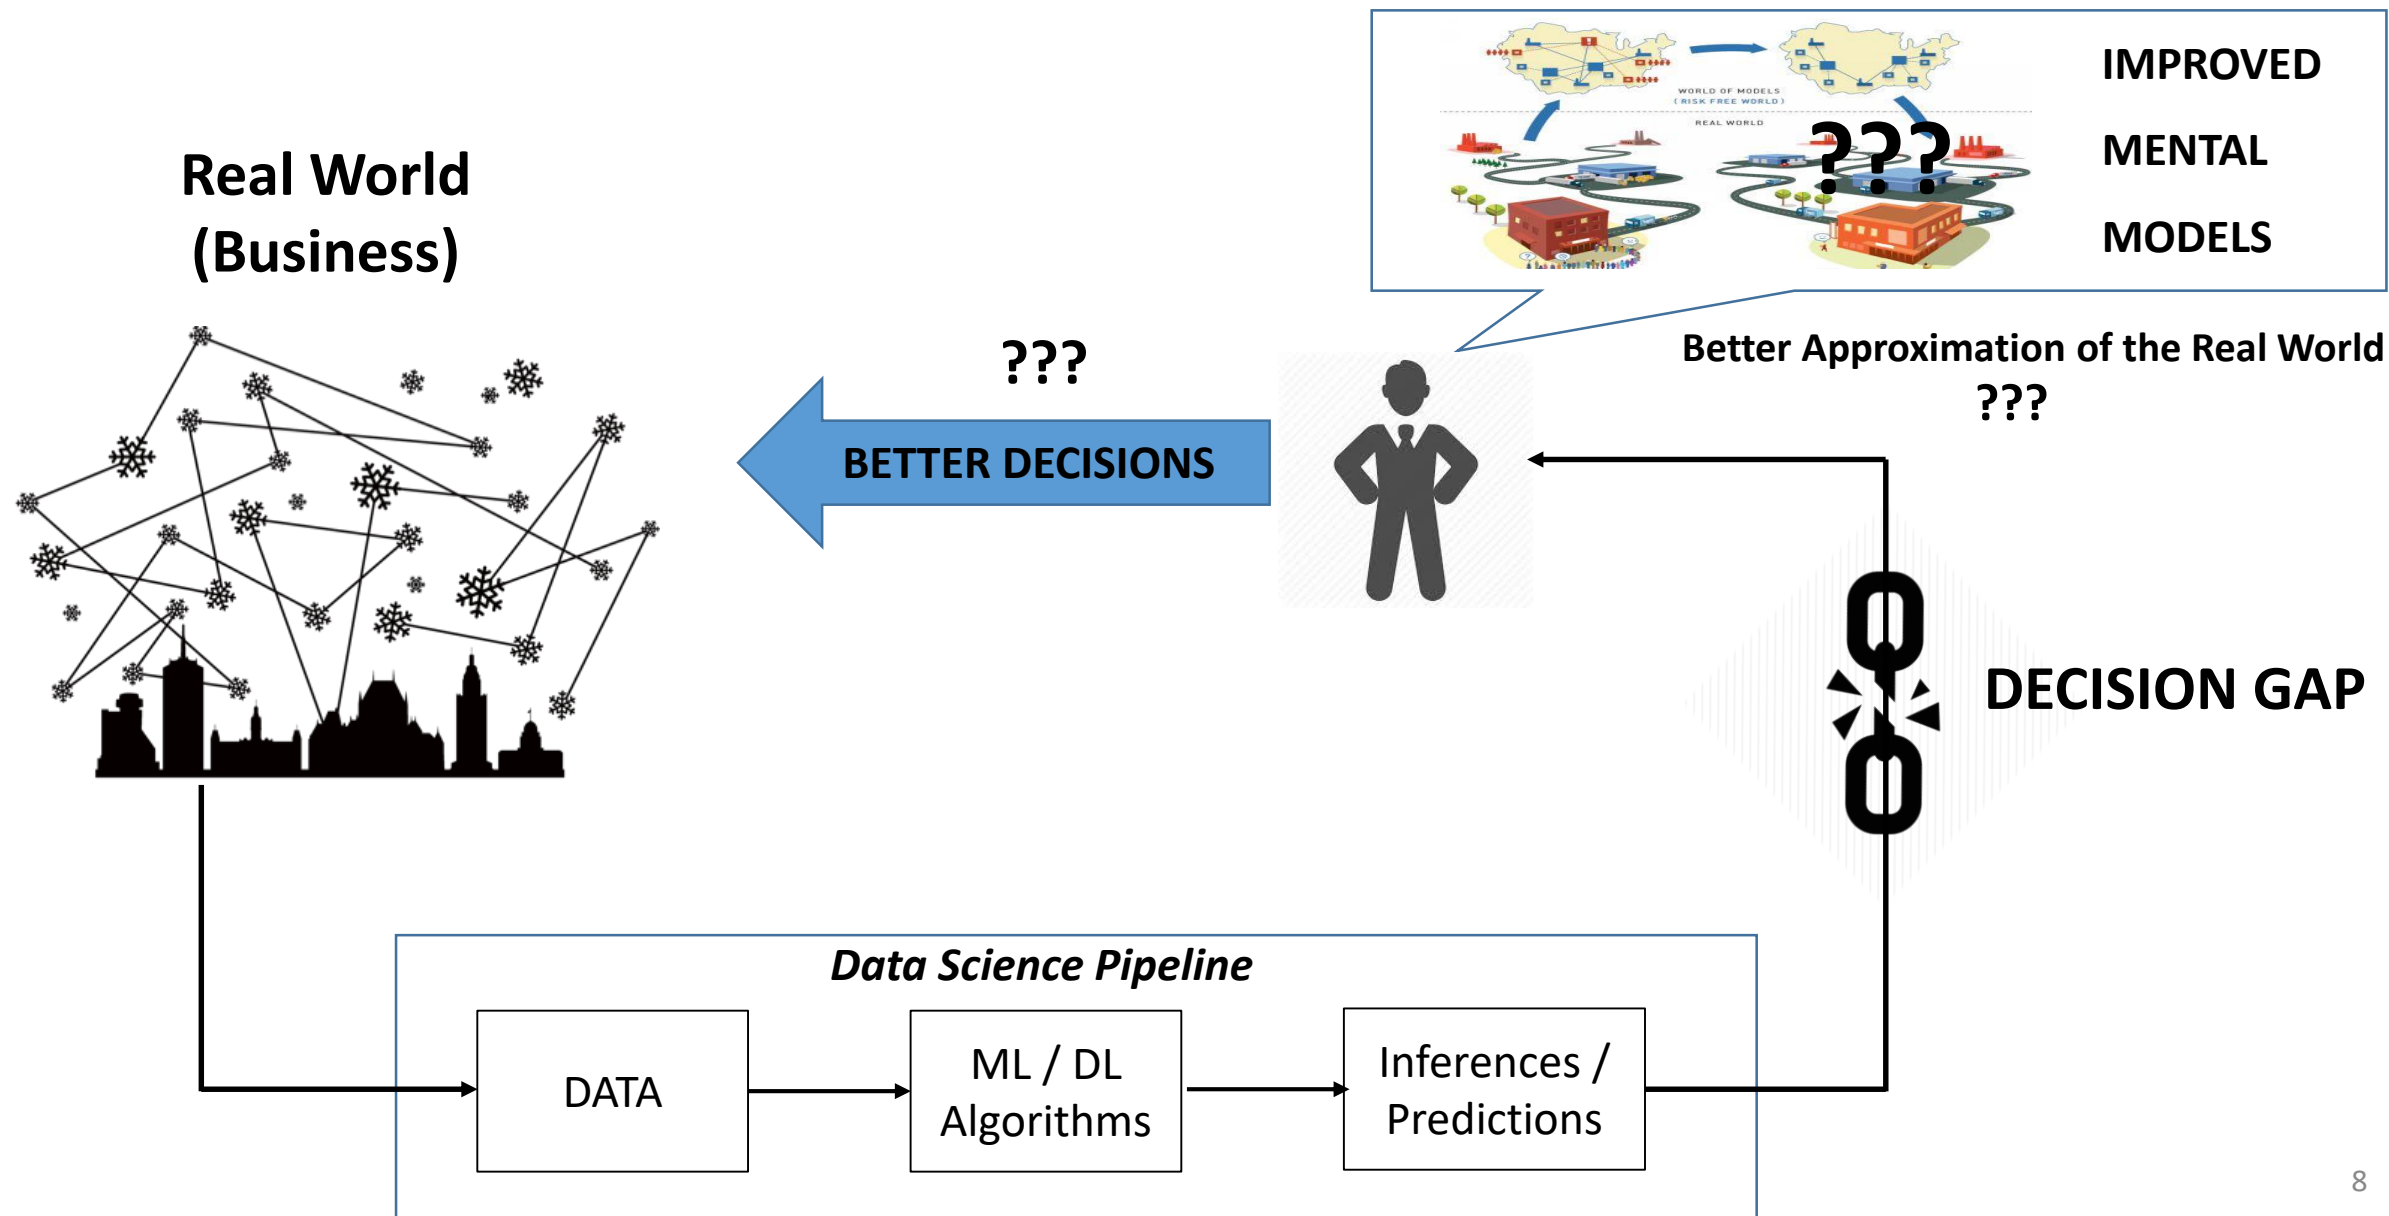 Real World
(Business)
WORLD OF MODELS
( RISK FREE WORLD )
REAL WORLD
???
IMPROVED
MENTAL
MODELS
???
BETTER DECISIONS
Better Approximation of the Real World
???
DECISION GAP
Data Science Pipeline
DATA
ML / DL
Algorithms
Inferences /
Predictions
8